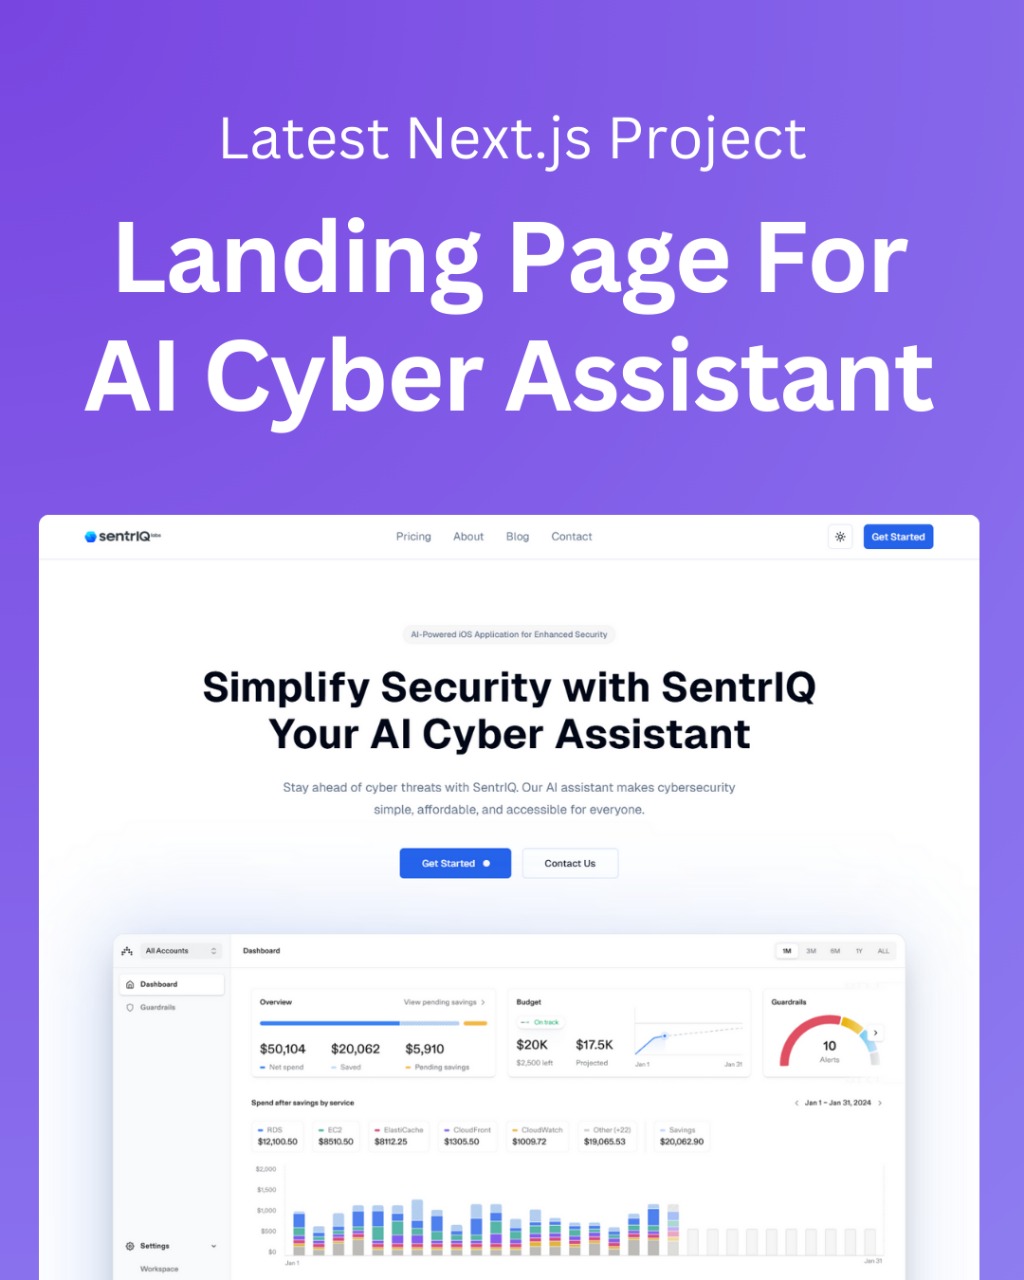 Latest Next.js Project
Landing Page For
AI Cyber Assistant
sentrIQ labs
Pricing About Blog Contact
Get Started
AI-Powered iOS Application for Enhanced Security
Simplify Security with SentrIQ
Your AI Cyber Assistant
Stay ahead of cyber threats with SentrIQ. Our AI assistant makes cybersecurity
simple, affordable, and accessible for everyone.
Get Started Contact Us
All Accounts
Dashboard
1M 3M 6M 1Y ALL
Dashboard
Guardrails
Overview View pending savings
$50,104 $20,062 $5,910
Net spend Saved Pending savings
Budget
On track
$20K $17.5K
$2,500 left Projected
Jan 1 Jan 31
Guardrails
10
Alerts
Spend after savings by service
Jan 1 – Jan 31, 2024
RDS EC2 ElastiCache CloudFront CloudWatch Other (+22) Savings
$12,100.50 $8510.50 $8112.25 $1305.50 $1009.72 $19,065.53 $20,062.90
$2,000
$1,500
$1,000
$500
$0
Jan 1 Jan 31
Settings
Workspace